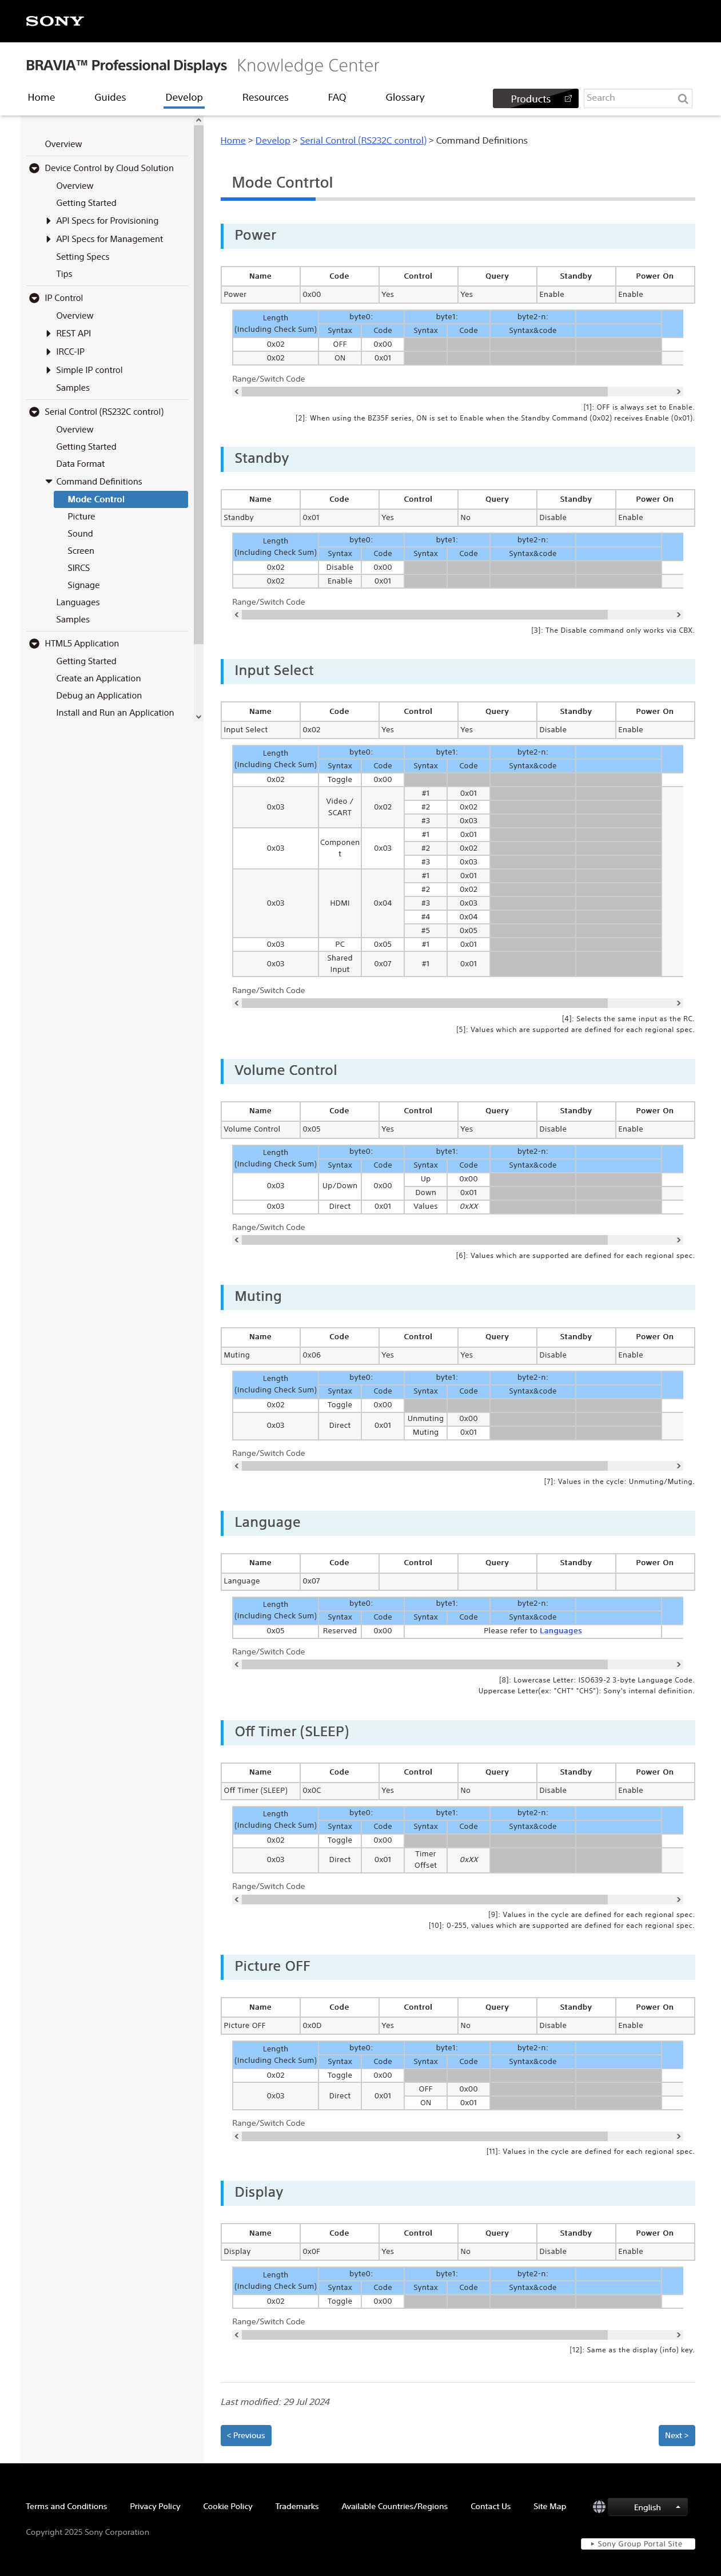 SONY
BRAVIA™ Professional Displays Knowledge Center
Home Guides Develop Resources FAQ Glossary Products Search
Overview
Device Control by Cloud Solution
Overview
Getting Started
API Specs for Provisioning
API Specs for Management
Setting Specs
Tips
IP Control
Overview
REST API
IRCC-IP
Simple IP control
Samples
Serial Control (RS232C control)
Overview
Getting Started
Data Format
Command Definitions
Mode Control
Picture
Sound
Screen
SIRCS
Signage
Languages
Samples
HTML5 Application
Getting Started
Create an Application
Debug an Application
Install and Run an Application
Home > Develop > Serial Control (RS232C control) > Command Definitions
Mode Contrtol
Power
Name Code Control Query Standby Power On
Power 0x00 Yes Yes Enable Enable
Length (Including Check Sum) byte0: byte1: byte2-n:
Syntax Code Syntax Code Syntax&code
0x02 OFF 0x00
0x02 ON 0x01
Range/Switch Code
[1]: OFF is always set to Enable.
[2]: When using the BZ35F series, ON is set to Enable when the Standby Command (0x02) receives Enable (0x01).
Standby
Name Code Control Query Standby Power On
Standby 0x01 Yes No Disable Enable
Length (Including Check Sum) byte0: byte1: byte2-n:
Syntax Code Syntax Code Syntax&code
0x02 Disable 0x00
0x02 Enable 0x01
Range/Switch Code
[3]: The Disable command only works via CBX.
Input Select
Name Code Control Query Standby Power On
Input Select 0x02 Yes Yes Disable Enable
Length (Including Check Sum) byte0: byte1: byte2-n:
Syntax Code Syntax Code Syntax&code
0x02 Toggle 0x00
0x03 Video / SCART 0x02 #1 0x01
#2 0x02
#3 0x03
0x03 Component 0x03 #1 0x01
#2 0x02
#3 0x03
0x03 HDMI 0x04 #1 0x01
#2 0x02
#3 0x03
#4 0x04
#5 0x05
0x03 PC 0x05 #1 0x01
0x03 Shared Input 0x07 #1 0x01
Range/Switch Code
[4]: Selects the same input as the RC.
[5]: Values which are supported are defined for each regional spec.
Volume Control
Name Code Control Query Standby Power On
Volume Control 0x05 Yes Yes Disable Enable
Length (Including Check Sum) byte0: byte1: byte2-n:
Syntax Code Syntax Code Syntax&code
0x03 Up/Down 0x00 Up 0x00
Down 0x01
0x03 Direct 0x01 Values 0xXX
Range/Switch Code
[6]: Values which are supported are defined for each regional spec.
Muting
Name Code Control Query Standby Power On
Muting 0x06 Yes Yes Disable Enable
Length (Including Check Sum) byte0: byte1: byte2-n:
Syntax Code Syntax Code Syntax&code
0x02 Toggle 0x00
0x03 Direct 0x01 Unmuting 0x00
Muting 0x01
Range/Switch Code
[7]: Values in the cycle: Unmuting/Muting.
Language
Name Code Control Query Standby Power On
Language 0x07
Length (Including Check Sum) byte0: byte1: byte2-n:
Syntax Code Syntax Code Syntax&code
0x05 Reserved 0x00 Please refer to Languages
Range/Switch Code
[8]: Lowercase Letter: ISO639-2 3-byte Language Code.
Uppercase Letter(ex: "CHT" "CHS"): Sony's internal definition.
Off Timer (SLEEP)
Name Code Control Query Standby Power On
Off Timer (SLEEP) 0x0C Yes No Disable Enable
Length (Including Check Sum) byte0: byte1: byte2-n:
Syntax Code Syntax Code Syntax&code
0x02 Toggle 0x00
0x03 Direct 0x01 Timer Offset 0xXX
Range/Switch Code
[9]: Values in the cycle are defined for each regional spec.
[10]: 0-255, values which are supported are defined for each regional spec.
Picture OFF
Name Code Control Query Standby Power On
Picture OFF 0x0D Yes No Disable Enable
Length (Including Check Sum) byte0: byte1: byte2-n:
Syntax Code Syntax Code Syntax&code
0x02 Toggle 0x00
0x03 Direct 0x01 OFF 0x00
ON 0x01
Range/Switch Code
[11]: Values in the cycle are defined for each regional spec.
Display
Name Code Control Query Standby Power On
Display 0x0F Yes No Disable Enable
Length (Including Check Sum) byte0: byte1: byte2-n:
Syntax Code Syntax Code Syntax&code
0x02 Toggle 0x00
Range/Switch Code
[12]: Same as the display (info) key.
Last modified: 29 Jul 2024
< Previous Next >
Terms and Conditions Privacy Policy Cookie Policy Trademarks Available Countries/Regions Contact Us Site Map English
Copyright 2025 Sony Corporation
Sony Group Portal Site